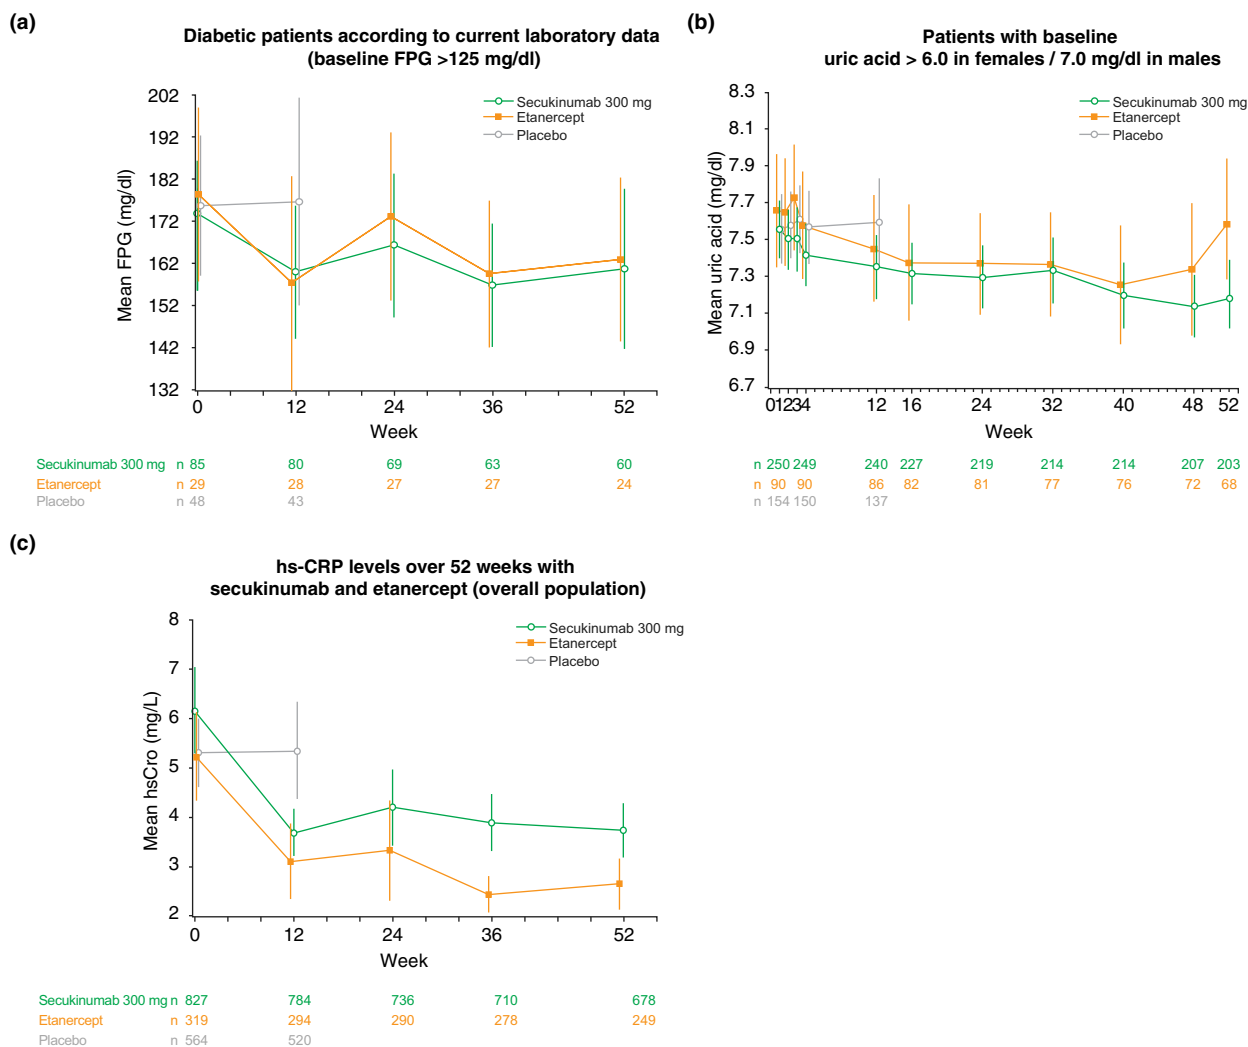 (a)
Diabetic patients according to current laboratory data
(baseline FPG >125 mg/dl)
Secukinumab 300 mg
Etanercept
Placebo
Mean FPG (mg/dl)
202
192
182
172
162
152
142
132
0 12 24 36 52
Week
Secukinumab 300 mg n 85 80 69 63 60
Etanercept n 29 28 27 27 24
Placebo n 48 43
(b)
Patients with baseline
uric acid > 6.0 in females / 7.0 mg/dl in males
Secukinumab 300 mg
Etanercept
Placebo
Mean uric acid (mg/dl)
8.3
8.1
7.9
7.7
7.5
7.3
7.1
6.9
6.7
01234 12 16 24 32 40 48 52
Week
n 250 249 240 227 219 214 214 207 203
n 90 90 86 82 81 77 76 72 68
n 154 150 137
(c)
hs-CRP levels over 52 weeks with
secukinumab and etanercept (overall population)
Secukinumab 300 mg
Etanercept
Placebo
Mean hsCro (mg/L)
8
7
6
5
4
3
2
0 12 24 36 52
Week
Secukinumab 300 mg n 827 784 736 710 678
Etanercept n 319 294 290 278 249
Placebo n 564 520